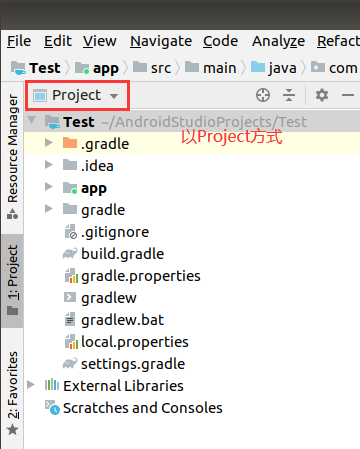 File Edit View Navigate Code Analyze Refact
Test app src main java com
Project
Test ~/AndroidStudioProjects/Test
以Project方式
.gradle
.idea
app
gradle
.gitignore
build.gradle
gradle.properties
gradlew
gradlew.bat
local.properties
settings.gradle
External Libraries
Scratches and Consoles
Resource Manager
1: Project
2: Favorites